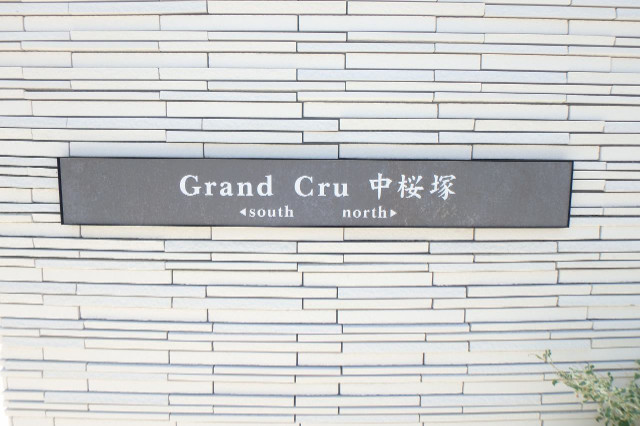 Grand Cru 中桜塚
◂south north▸